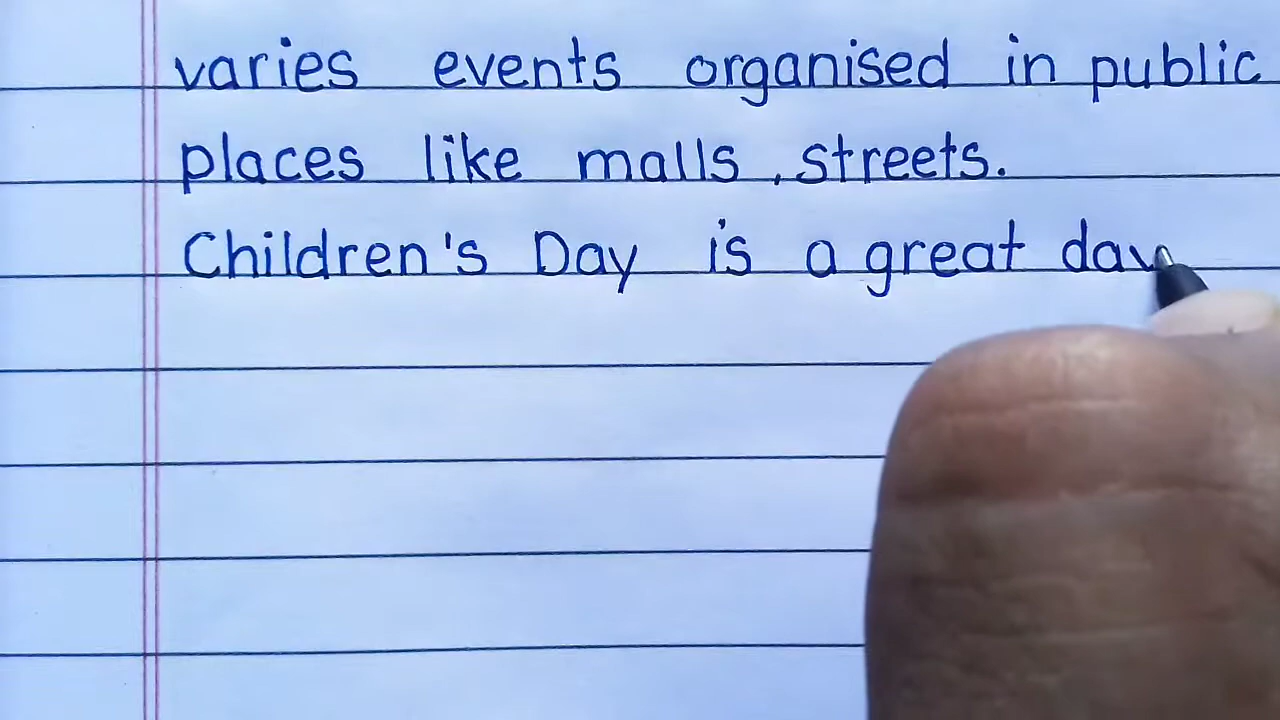 varies events organised in public
places like malls, streets.
Children's Day is a great day